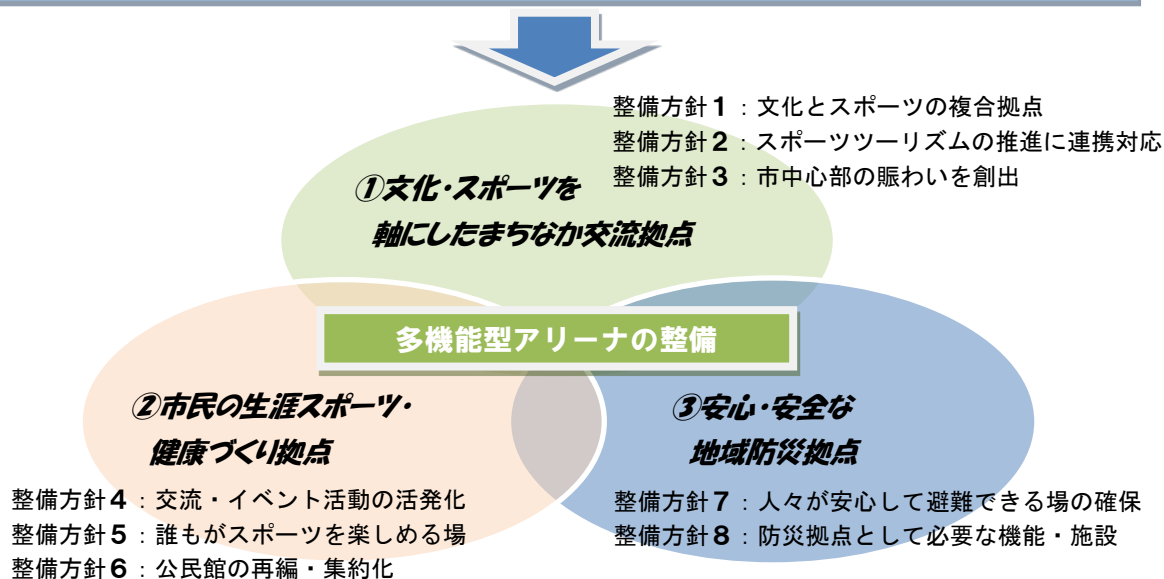 整備方針1：文化とスポーツの複合拠点
整備方針2：スポーツツーリズムの推進に連携対応
整備方針3：市中心部の賑わいを創出
①文化・スポーツを
軸にしたまちなか交流拠点
多機能型アリーナの整備
②市民の生涯スポーツ・
健康づくり拠点
整備方針4：交流・イベント活動の活発化
整備方針5：誰もがスポーツを楽しめる場
整備方針6：公民館の再編・集約化
③安心・安全な
地域防災拠点
整備方針7：人々が安心して避難できる場の確保
整備方針8：防災拠点として必要な機能・施設